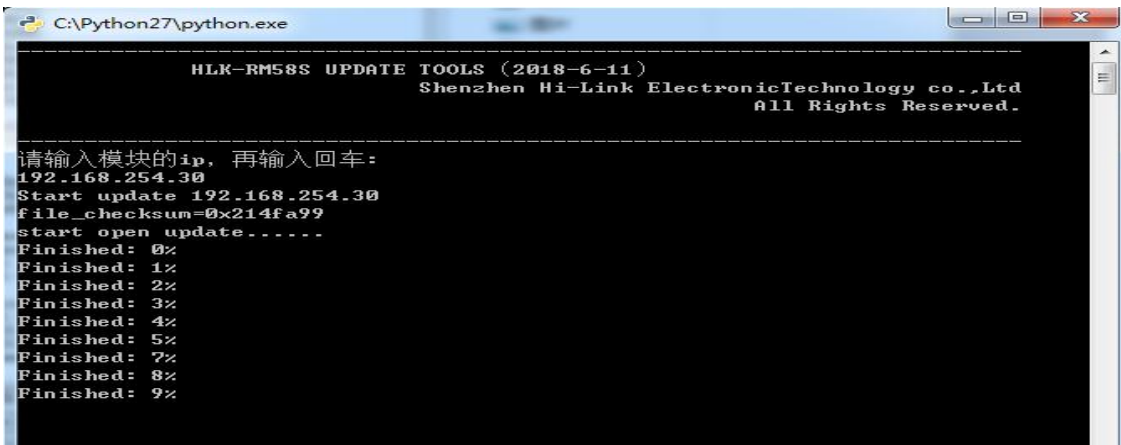 C:\Python27\python.exe
HLK-RM58S UPDATE TOOLS (2018-6-11)
Shenzhen Hi-Link ElectronicTechnology co.,Ltd
All Rights Reserved.
请输入模块的ip, 再输入回车:
192.168.254.30
Start update 192.168.254.30
file_checksum=0x214fa99
start open update......
Finished: 0%
Finished: 1%
Finished: 2%
Finished: 3%
Finished: 4%
Finished: 5%
Finished: 7%
Finished: 8%
Finished: 9%